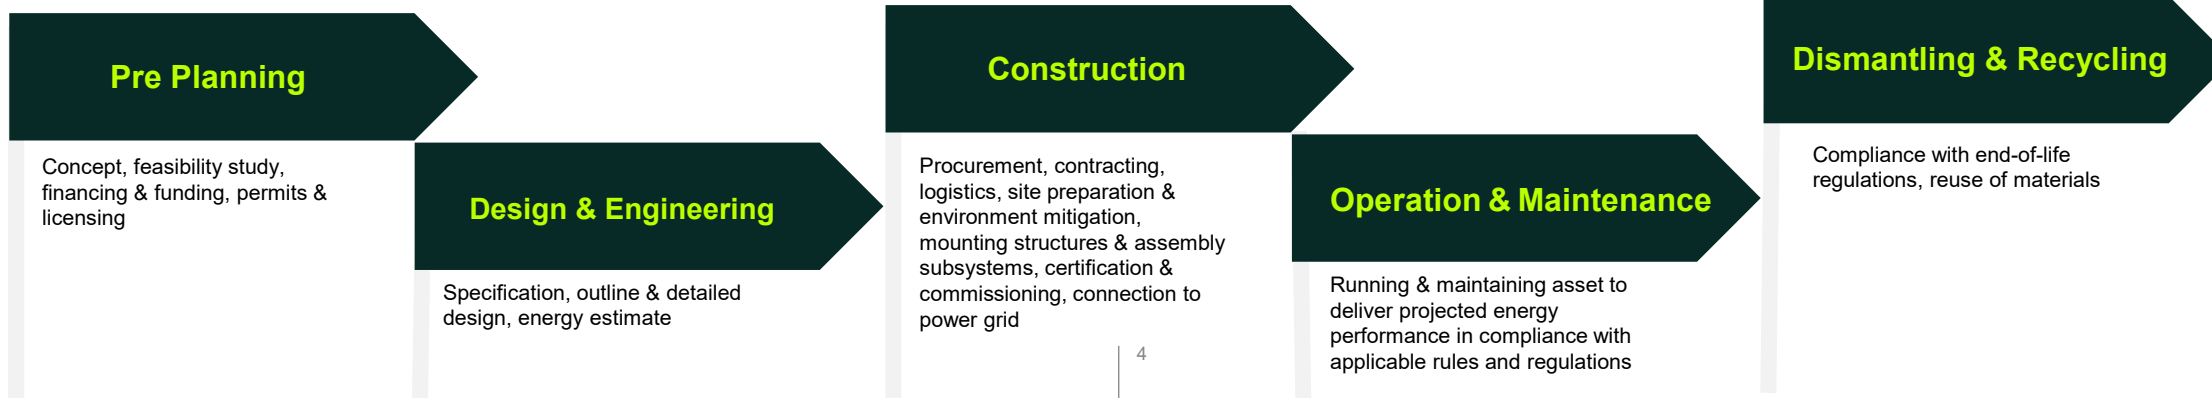 Pre Planning
Concept, feasibility study,
financing & funding, permits &
licensing
Design & Engineering
Specification, outline & detailed
design, energy estimate
Construction
Procurement, contracting,
logistics, site preparation &
environment mitigation,
mounting structures & assembly
subsystems, certification &
commissioning, connection to
power grid
Operation & Maintenance
Running & maintaining asset to
deliver projected energy
performance in compliance with
applicable rules and regulations
Dismantling & Recycling
Compliance with end-of-life
regulations, reuse of materials
4